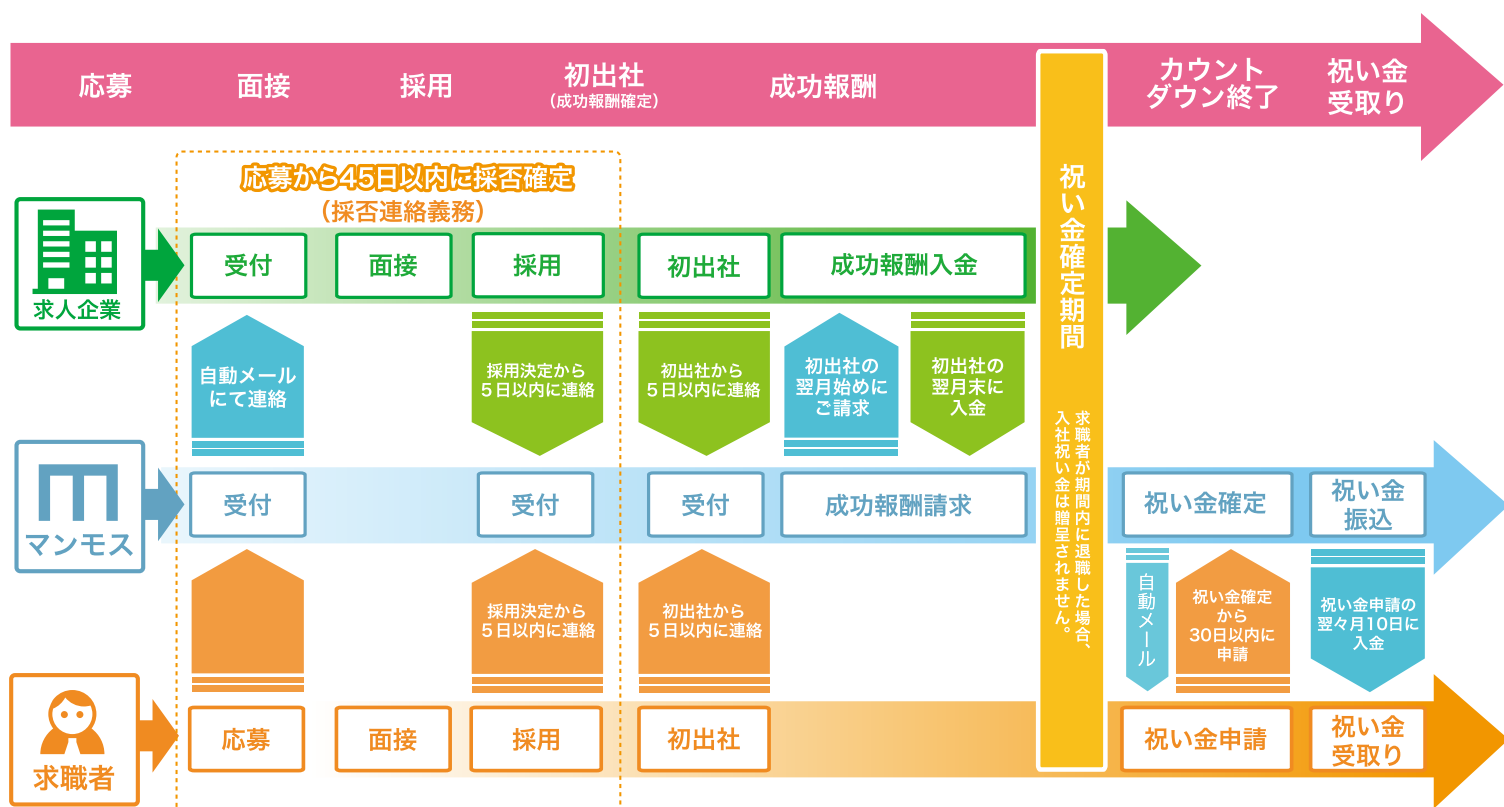 応募
面接
採用
初出社
(成功報酬確定)
成功報酬
カウント
ダウン終了
祝い金
受取り
応募から45日以内に採否確定
(採否連絡義務)
求人企業
受付
面接
採用
初出社
成功報酬入金
自動メール
にて連絡
採用決定から
5日以内に連絡
初出社から
5日以内に連絡
初出社の
翌月始めに
ご請求
初出社の
翌月末に
入金
祝い金確定期間
求職者が期間内に退職した場合、
入社祝い金は贈呈されません。
マンモス
受付
受付
受付
成功報酬請求
祝い金確定
祝い金
振込
採用決定から
5日以内に連絡
初出社から
5日以内に連絡
自動メール
祝い金確定
から
30日以内に
申請
祝い金申請の
翌々月10日に
入金
求職者
応募
面接
採用
初出社
祝い金申請
祝い金
受取り